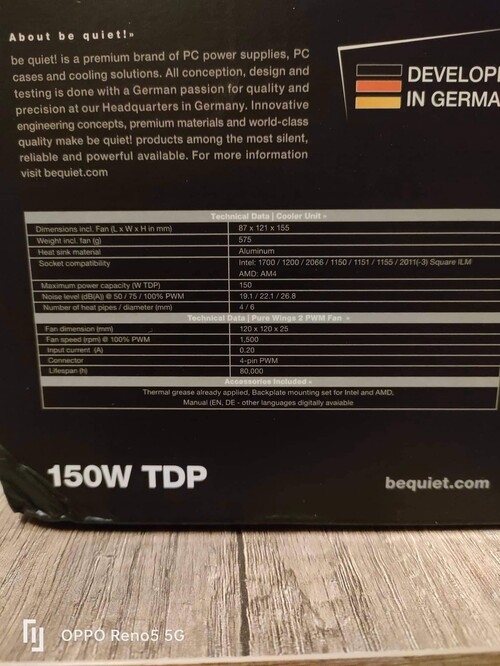 About be quiet!»
be quiet! is a premium brand of PC power supplies, PC
cases and cooling solutions. All conception, design and
testing is done with a German passion for quality and
precision at our Headquarters in Germany. Innovative
engineering concepts, premium materials and world-class
quality make be quiet! products among the most silent,
reliable and powerful available. For more information
visit bequiet.com
DEVELOP
IN GERMA
Technical Data | Cooler Unit »
Dimensions incl. Fan (L x W x H in mm) 87 x 121 x 155
Weight incl. fan (g) 575
Heat sink material Aluminum
Socket compatibility Intel: 1700 / 1200 / 2066 / 1150 / 1151 / 1155 / 2011(-3) Square ILM
AMD: AM4
Maximum power capacity (W TDP) 150
Noise level (dB(A)) @ 50 / 75 / 100% PWM 19.1 / 22.1 / 26.8
Number of heat pipes / diameter (mm) 4 / 6
Technical Data | Pure Wings 2 PWM Fan »
Fan dimension (mm) 120 x 120 x 25
Fan speed (rpm) @ 100% PWM 1,500
Input current (A) 0.20
Connector 4-pin PWM
Lifespan (h) 80,000
Accessories Included »
Thermal grease already applied, Backplate mounting set for Intel and AMD,
Manual (EN, DE - other languages digitally avaiable
150W TDP
bequiet.com
OPPO Reno5 5G